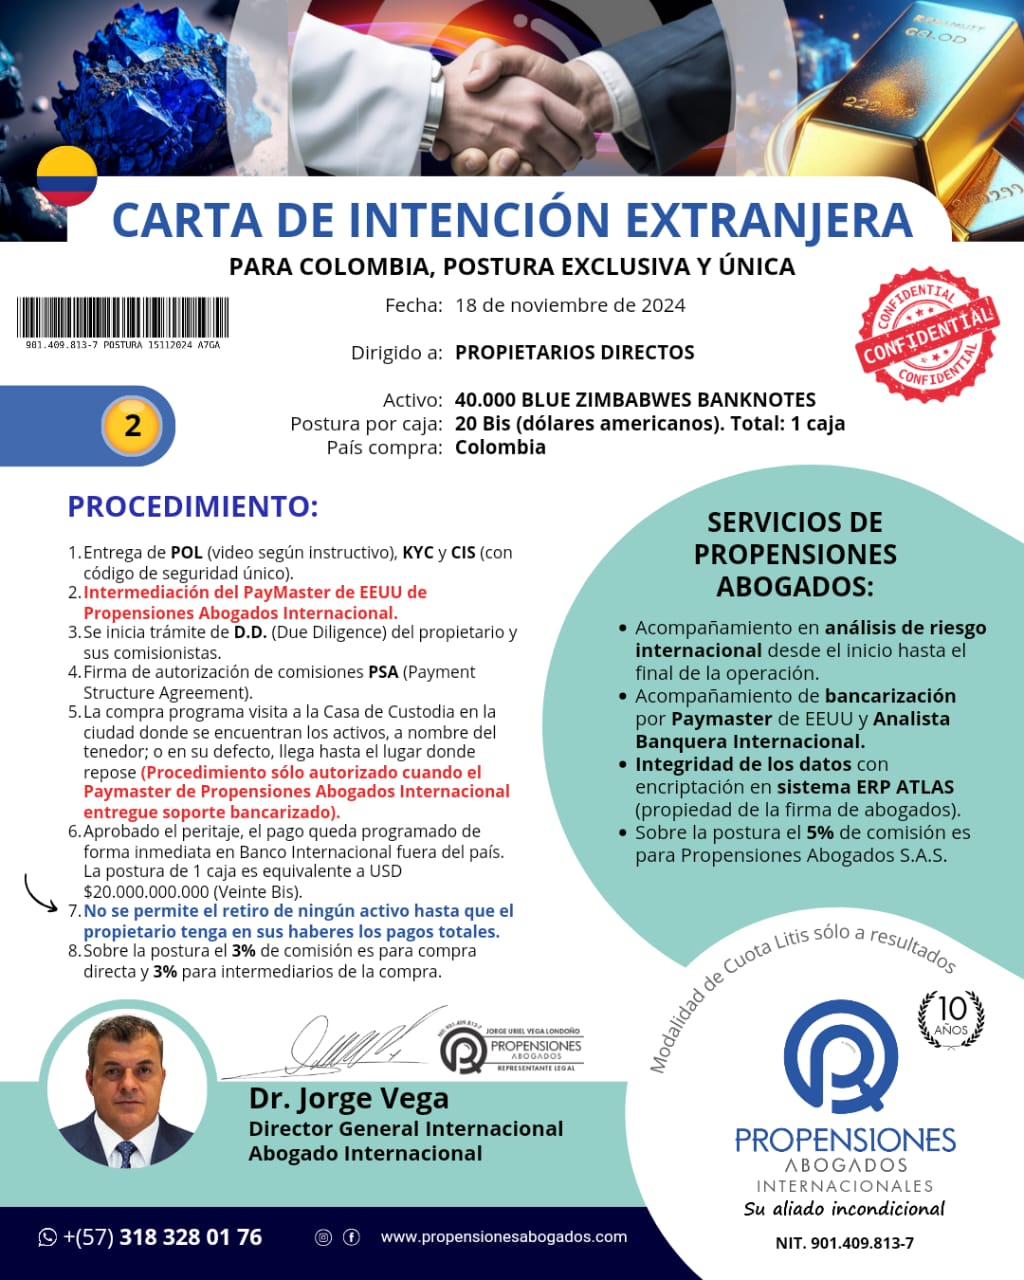 CARTA DE INTENCIÓN EXTRANJERA
PARA COLOMBIA, POSTURA EXCLUSIVA Y ÚNICA
Fecha: 18 de noviembre de 2024
901.409.813-7 POSTURA 15112024 A7GA
Dirigido a: PROPIETARIOS DIRECTOS
CONFIDENTIAL
CONFIDENTIAL
CONFIDENTIAL
2
Activo: 40.000 BLUE ZIMBABWES BANKNOTES
Postura por caja: 20 Bis (dólares americanos). Total: 1 caja
País compra: Colombia
PROCEDIMIENTO:
1. Entrega de POL (video según instructivo), KYC y CIS (con
código de seguridad único).
2. Intermediación del PayMaster de EEUU de
Propensiones Abogados Internacional.
3. Se inicia trámite de D.D. (Due Diligence) del propietario y
sus comisionistas.
4. Firma de autorización de comisiones PSA (Payment
Structure Agreement).
5. La compra programa visita a la Casa de Custodia en la
ciudad donde se encuentran los activos, a nombre del
tenedor; o en su defecto, llega hasta el lugar donde
repose (Procedimiento sólo autorizado cuando el
Paymaster de Propensiones Abogados Internacional
entregue soporte bancarizado).
6. Aprobado el peritaje, el pago queda programado de
forma inmediata en Banco Internacional fuera del país.
La postura de 1 caja es equivalente a USD
$20.000.000.000 (Veinte Bis).
7. No se permite el retiro de ningún activo hasta que el
propietario tenga en sus haberes los pagos totales.
8. Sobre la postura el 3% de comisión es para compra
directa y 3% para intermediarios de la compra.
SERVICIOS DE
PROPENSIONES
ABOGADOS:
• Acompañamiento en análisis de riesgo
internacional desde el inicio hasta el
final de la operación.
• Acompañamiento de bancarización
por Paymaster de EEUU y Analista
Banquera Internacional.
• Integridad de los datos con
encriptación en sistema ERP ATLAS
(propiedad de la firma de abogados).
• Sobre la postura el 5% de comisión es
para Propensiones Abogados S.A.S.
Modalidad de Cuota Litis sólo a resultados
10
AÑOS
NIT. 901.409.813-7
JORGE URIEL VEGA LONDOÑO
PROPENSIONES
ABOGADOS
REPRESENTANTE LEGAL
Dr. Jorge Vega
Director General Internacional
Abogado Internacional
PROPENSIONES
ABOGADOS
INTERNACIONALES
Su aliado incondicional
NIT. 901.409.813-7
+(57) 318 328 01 76
www.propensionesabogados.com